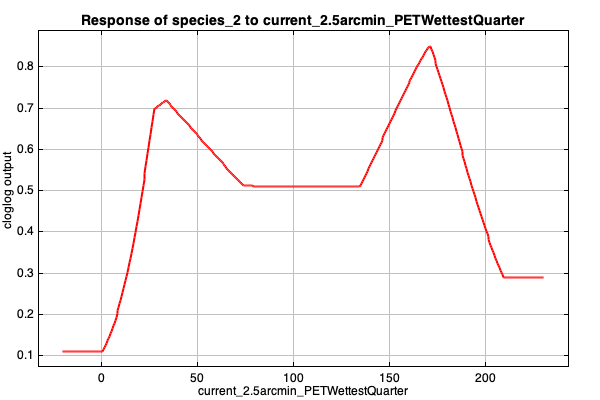 Response of species_2 to current_2.5arcmin_PETWettestQuarter
0.8
0.7
0.6
0.5
0.4
0.3
0.2
0.1
cloglog output
0 50 100 150 200
current_2.5arcmin_PETWettestQuarter